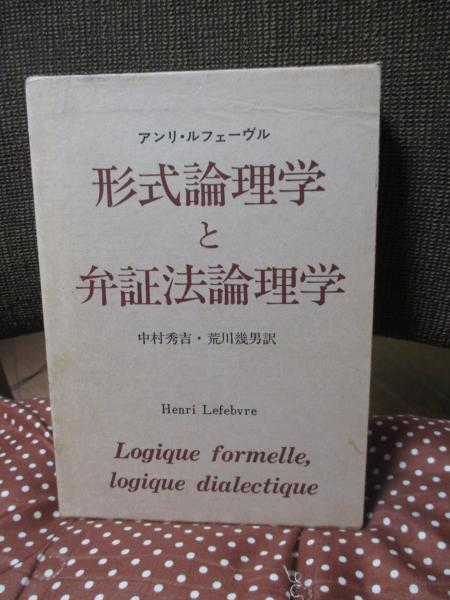 アンリ・ルフェーヴル
形式論理学
と
弁証法論理学
中村秀吉・荒川幾男訳
Henri Lefebvre
Logique formelle,
logique dialectique